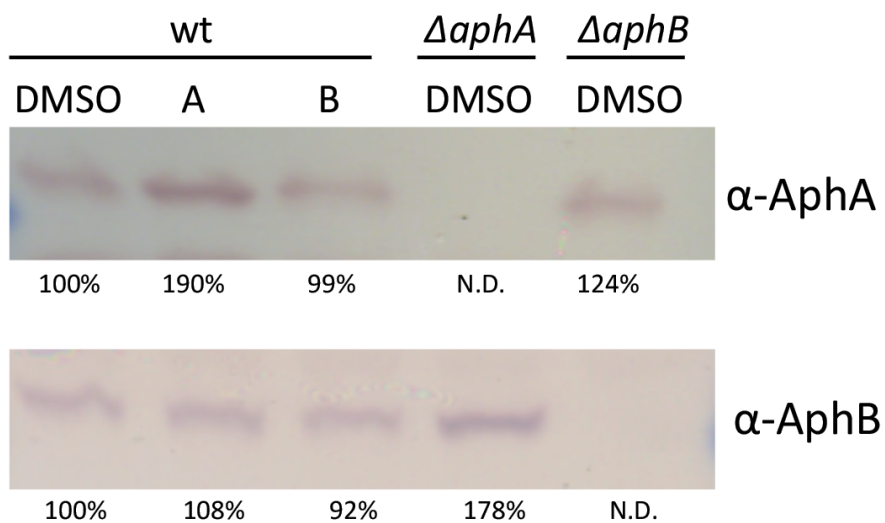 wt ΔaphA ΔaphB
DMSO A B DMSO DMSO
α-AphA
100% 190% 99% N.D. 124%
α-AphB
100% 108% 92% 178% N.D.